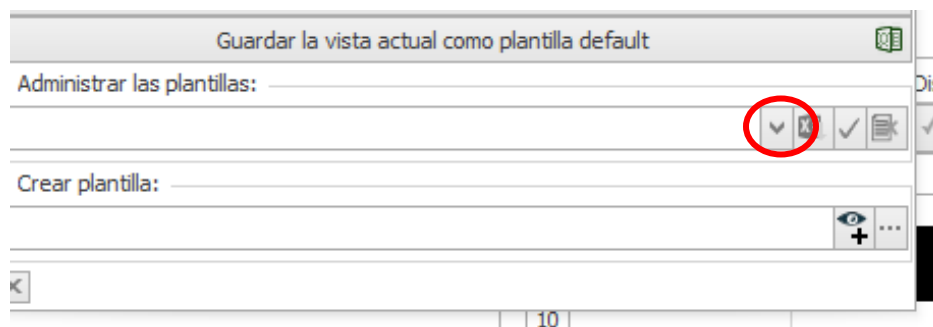 Guardar la vista actual como plantilla default
Administrar las plantillas:
Crear plantilla:
10